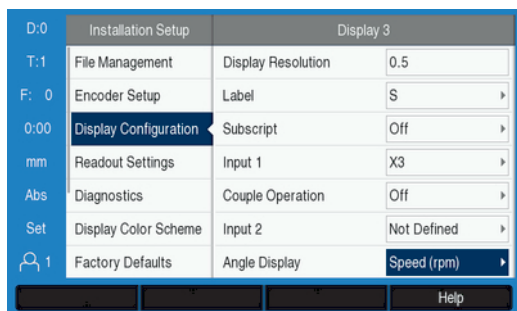 D:0 Installation Setup Display 3
T:1 File Management Display Resolution 0.5
F: 0 Encoder Setup Label S
0:00 Display Configuration Subscript Off
mm Readout Settings Input 1 X3
Abs Diagnostics Couple Operation Off
Set Display Color Scheme Input 2 Not Defined
1 Factory Defaults Angle Display Speed (rpm)
Help